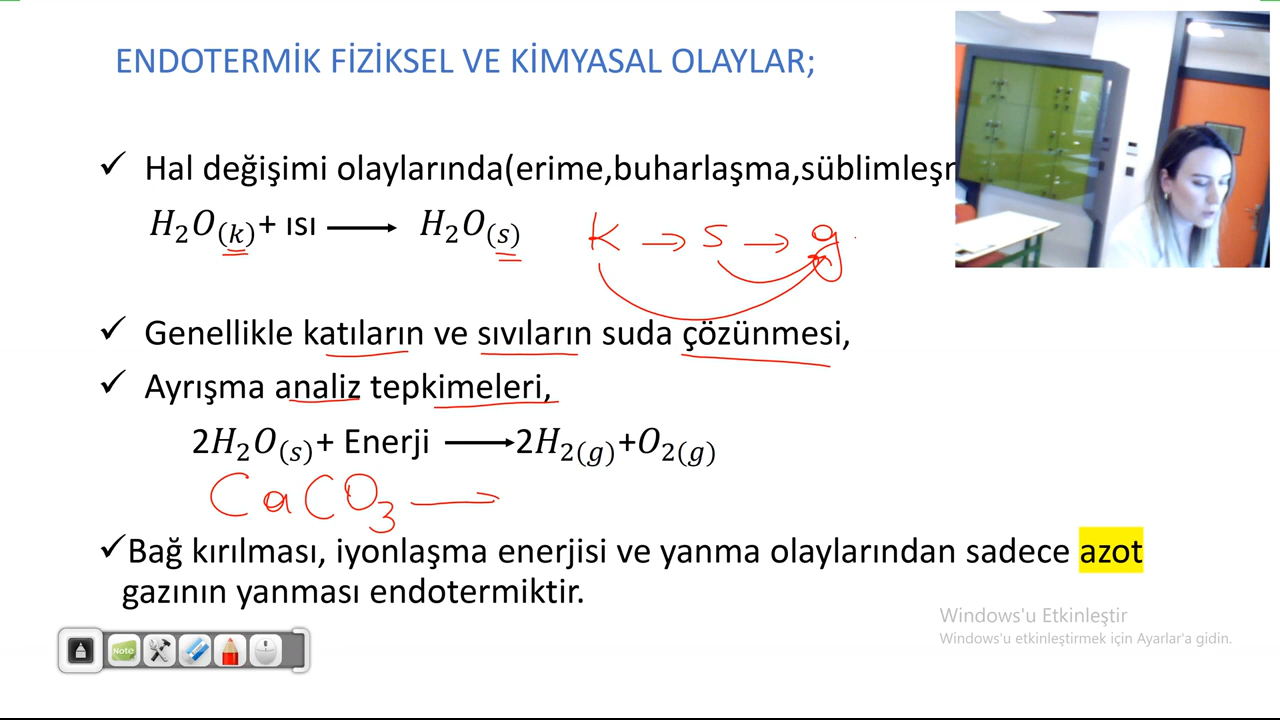 ENDOTERMİK FİZİKSEL VE KİMYASAL OLAYLAR;
✓ Hal değişimi olaylarında(erime,buharlaşma,süblimleşm
H₂O₍k₎+ ısı ⟶ H₂O₍s₎
k → s → g
✓ Genellikle katıların ve sıvıların suda çözünmesi,
✓ Ayrışma analiz tepkimeleri,
2H₂O₍s₎+ Enerji ⟶ 2H₂₍g₎+O₂₍g₎
CaCO₃ ⟶
✓Bağ kırılması, iyonlaşma enerjisi ve yanma olaylarından sadece azot
gazının yanması endotermiktir.
Windows'u Etkinleştir
Windows'u etkinleştirmek için Ayarlar'a gidin.
Note